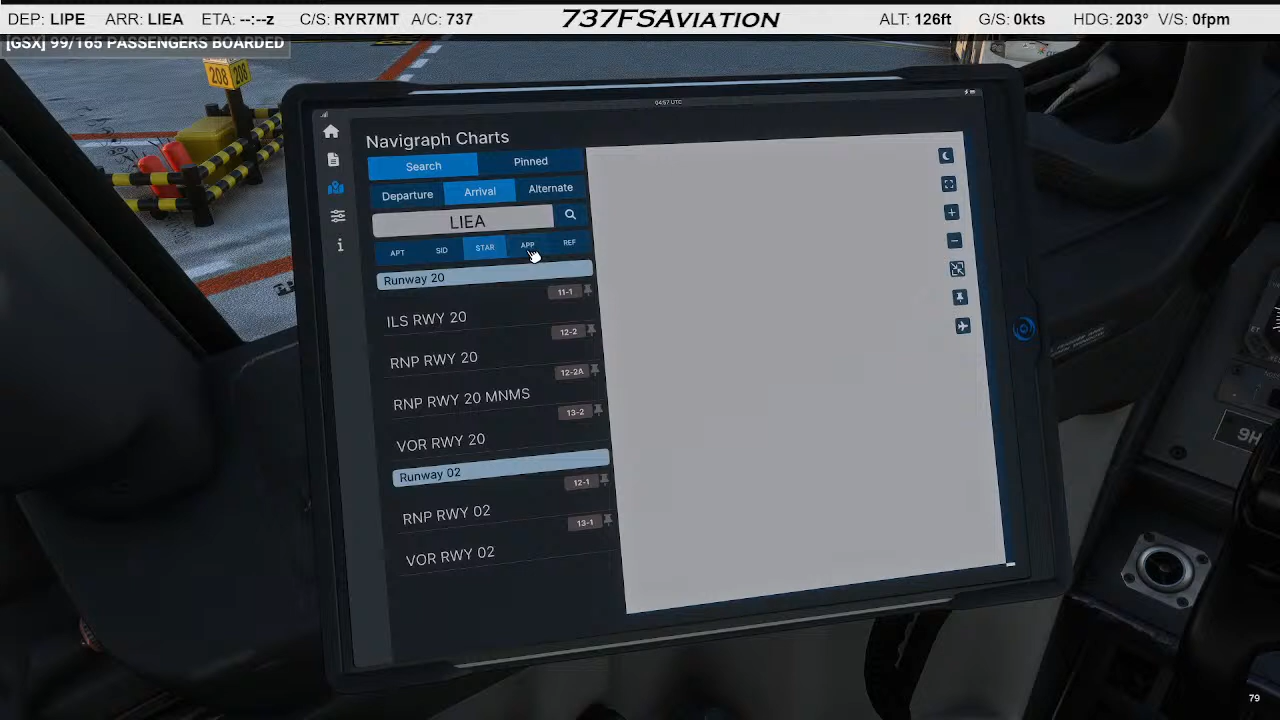 DEP: LIPE ARR: LIEA ETA: --:--z C/S: RYR7MT A/C: 737 737FSAVIATION ALT: 126ft G/S: 0kts HDG: 203° V/S: 0fpm
[GSX] 99/165 PASSENGERS BOARDED
208 208
04:57 UTC
Navigraph Charts
Search Pinned
Departure Arrival Alternate
LIEA
APT SID STAR APP REF
Runway 20
11-1
ILS RWY 20
12-2
RNP RWY 20
12-2A
RNP RWY 20 MNMS
13-2
VOR RWY 20
Runway 02
12-1
RNP RWY 02
13-1
VOR RWY 02
9H
79